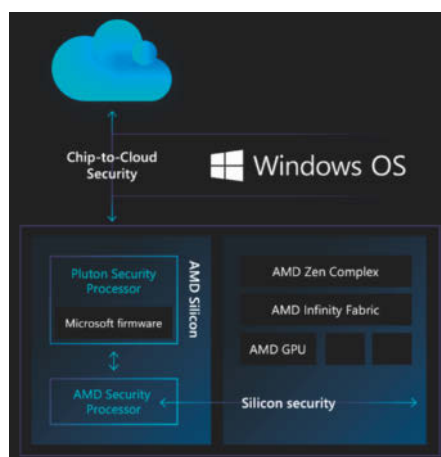 Chip-to-Cloud
Security
Windows OS
Pluton Security
Processor
Microsoft firmware
AMD Security
Processor
AMD Silicon
AMD Zen Complex
AMD Infinity Fabric
AMD GPU
Silicon security